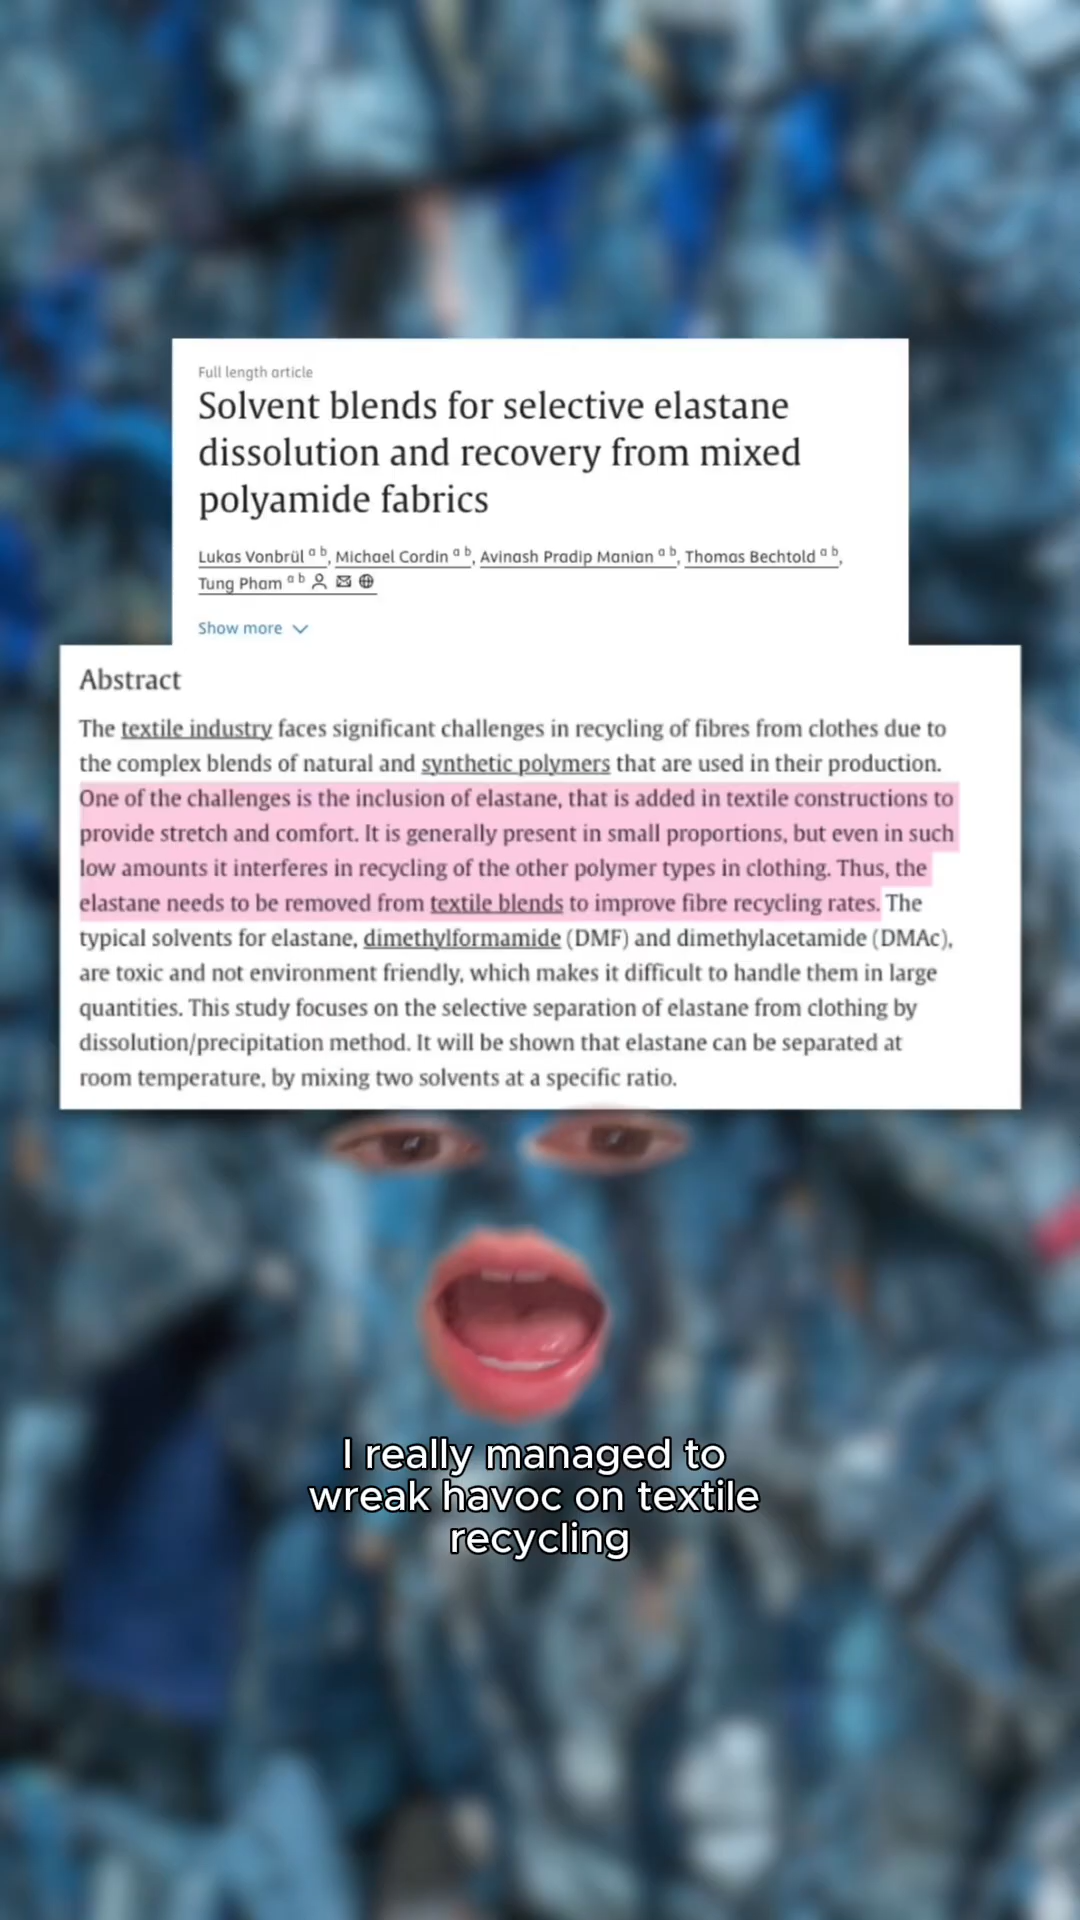 Full length article
Solvent blends for selective elastane
dissolution and recovery from mixed
polyamide fabrics
Lukas Vonbrül a b, Michael Cordin a b, Avinash Pradip Manian a b, Thomas Bechtold a b,
Tung Pham a b
Show more
Abstract
The textile industry faces significant challenges in recycling of fibres from clothes due to
the complex blends of natural and synthetic polymers that are used in their production.
One of the challenges is the inclusion of elastane, that is added in textile constructions to
provide stretch and comfort. It is generally present in small proportions, but even in such
low amounts it interferes in recycling of the other polymer types in clothing. Thus, the
elastane needs to be removed from textile blends to improve fibre recycling rates. The
typical solvents for elastane, dimethylformamide (DMF) and dimethylacetamide (DMAc),
are toxic and not environment friendly, which makes it difficult to handle them in large
quantities. This study focuses on the selective separation of elastane from clothing by
dissolution/precipitation method. It will be shown that elastane can be separated at
room temperature, by mixing two solvents at a specific ratio.
I really managed to
wreak havoc on textile
recycling